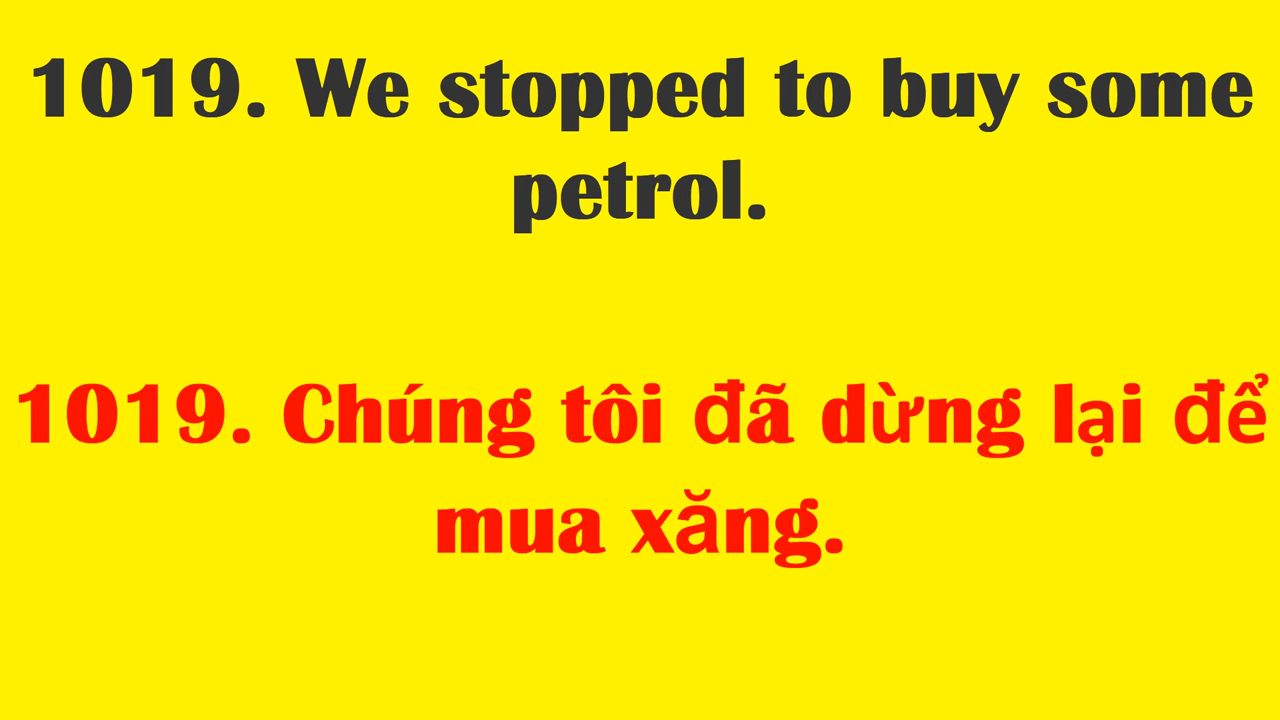 1019. We stopped to buy some
petrol.
1019. Chúng tôi đã dừng lại để
mua xăng.